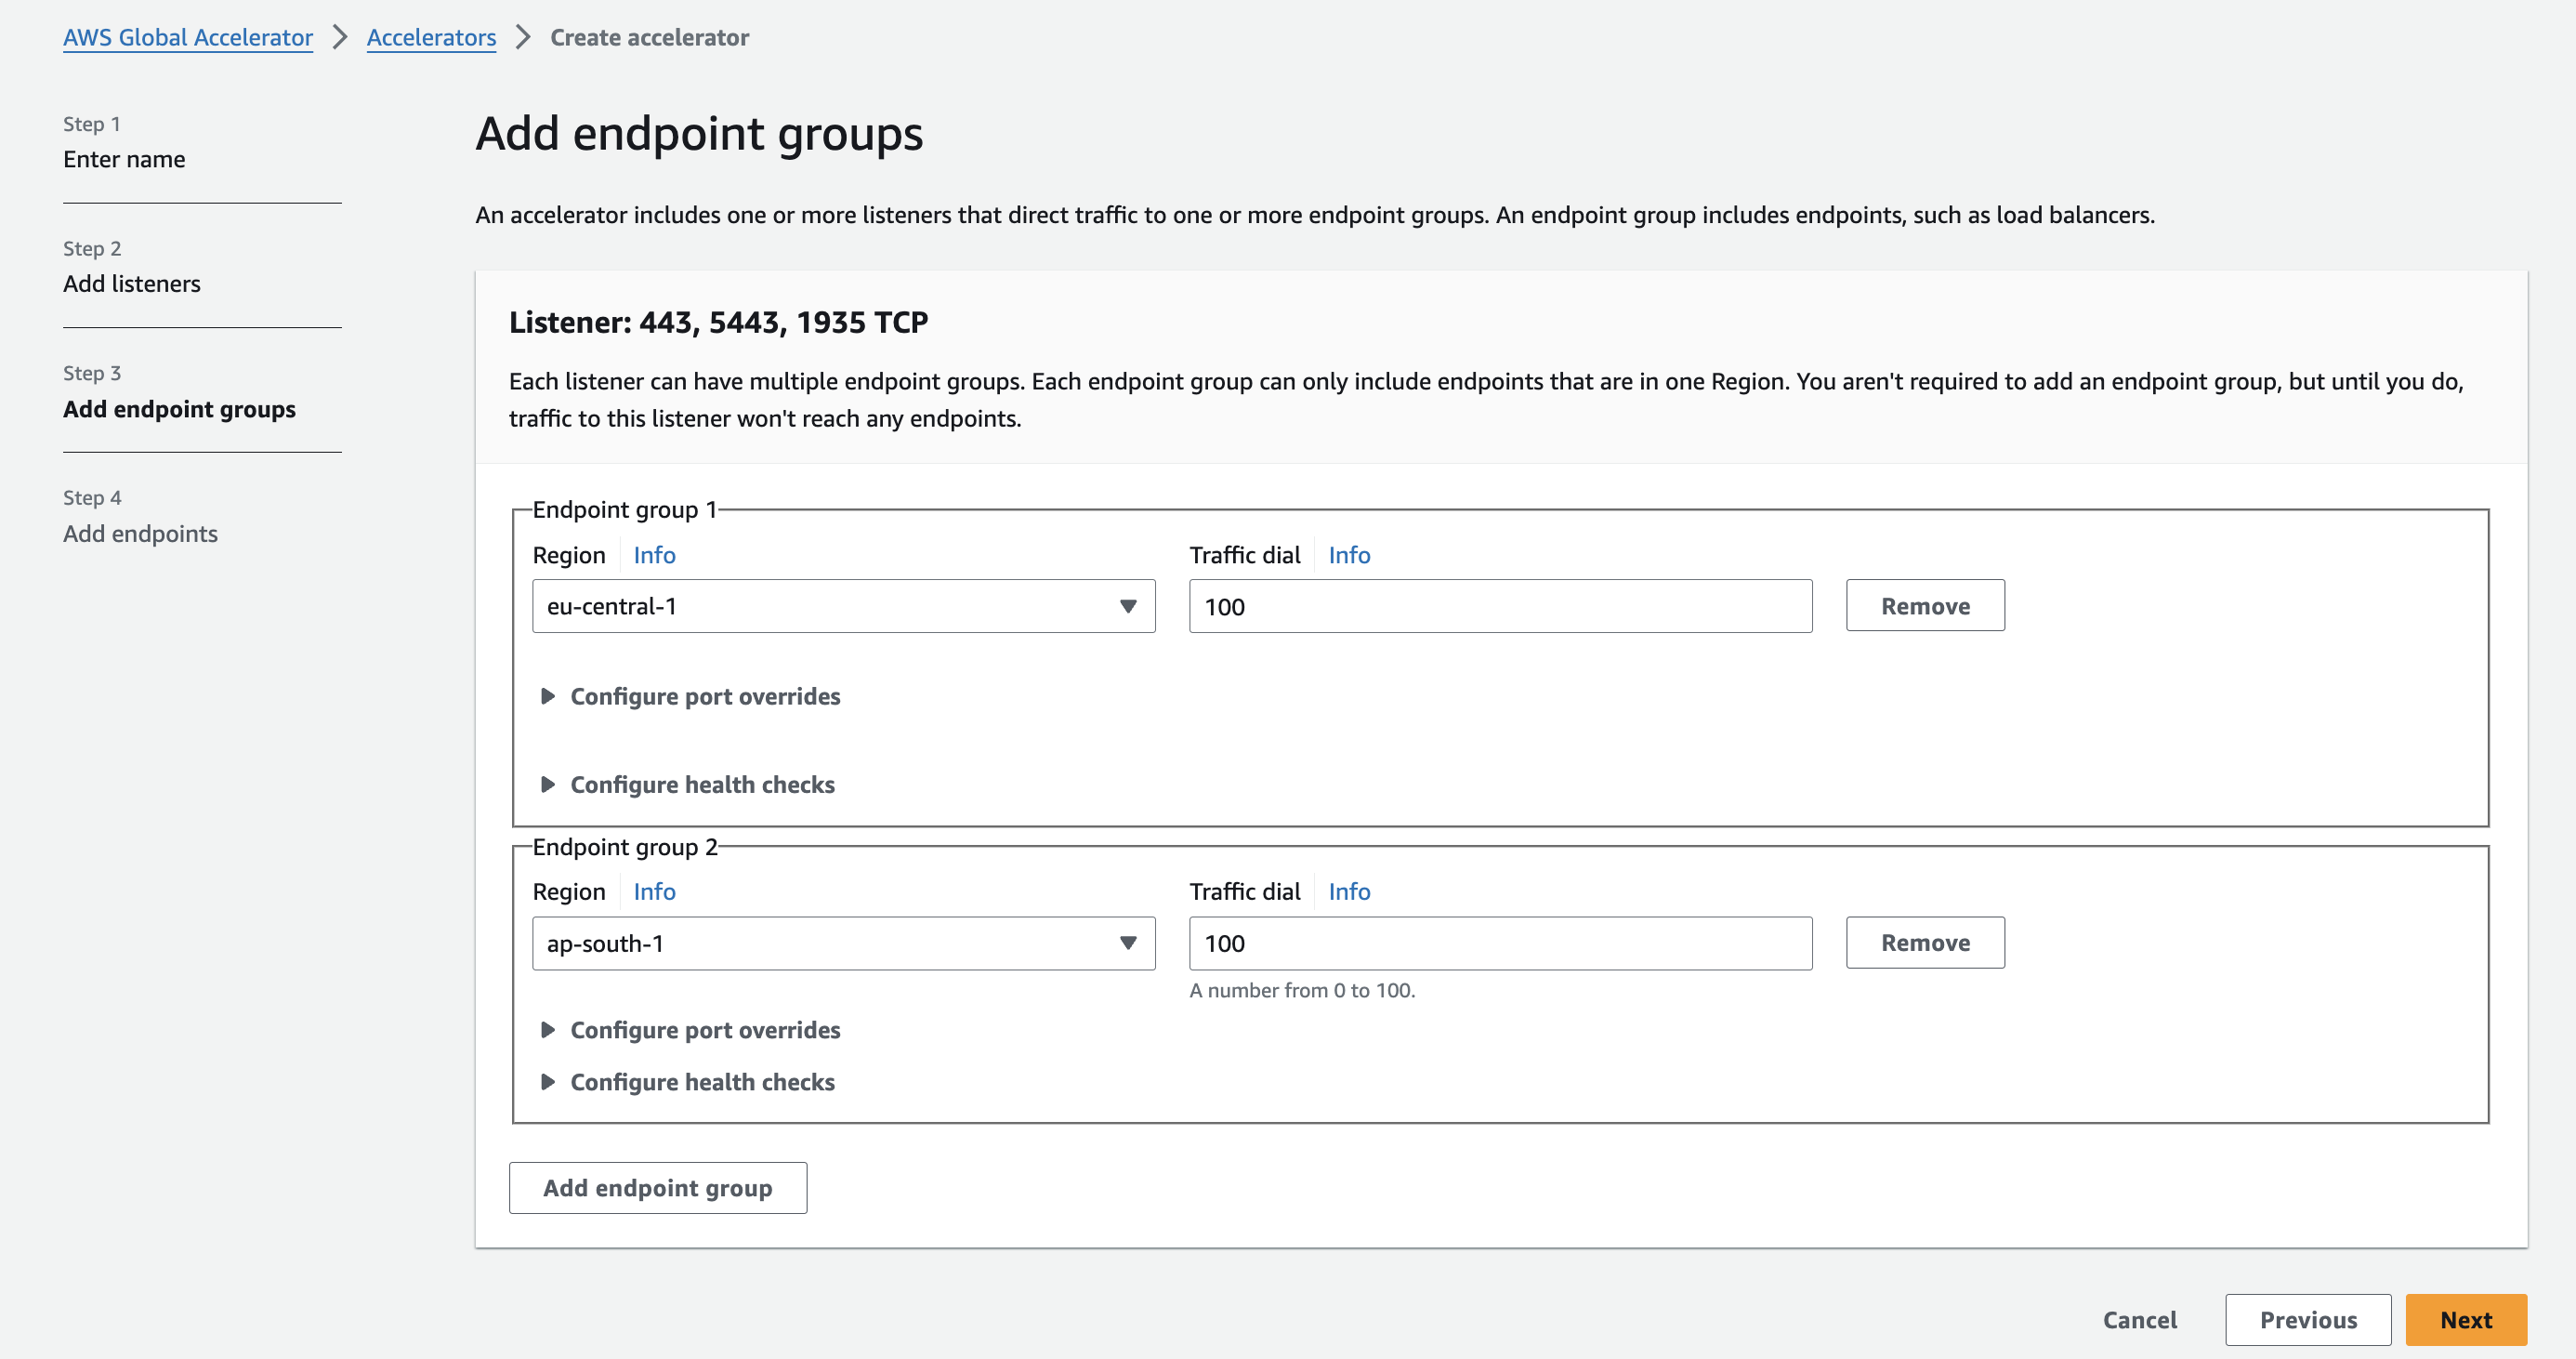 AWS Global Accelerator > Accelerators > Create accelerator
Step 1
Enter name
Step 2
Add listeners
Step 3
Add endpoint groups
Step 4
Add endpoints
Add endpoint groups
An accelerator includes one or more listeners that direct traffic to one or more endpoint groups. An endpoint group includes endpoints, such as load balancers.
Listener: 443, 5443, 1935 TCP
Each listener can have multiple endpoint groups. Each endpoint group can only include endpoints that are in one Region. You aren't required to add an endpoint group, but until you do,
traffic to this listener won't reach any endpoints.
Endpoint group 1
Region Info Traffic dial Info
eu-central-1 100 Remove
Configure port overrides
Configure health checks
Endpoint group 2
Region Info Traffic dial Info
ap-south-1 100 Remove
A number from 0 to 100.
Configure port overrides
Configure health checks
Add endpoint group
Cancel Previous Next